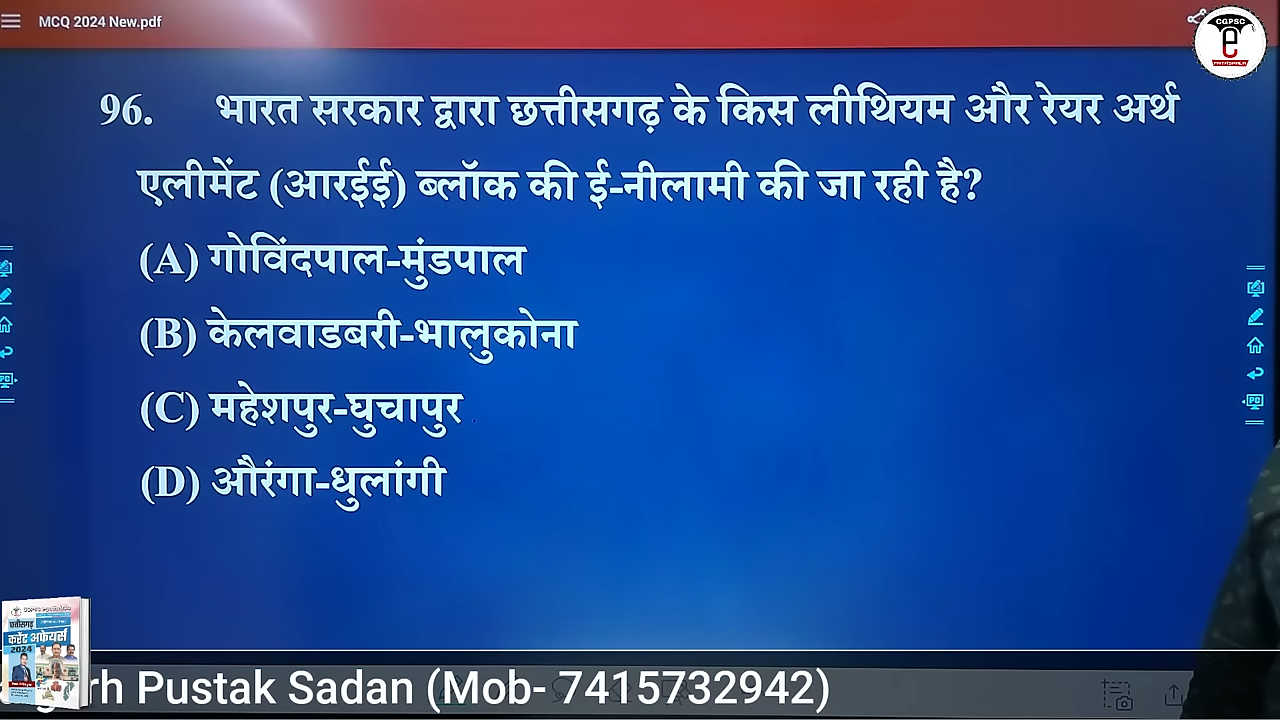 MCQ 2024 New.pdf
CGPSC
e
96. भारत सरकार द्वारा छत्तीसगढ़ के किस लीथियम और रेयर अर्थ
एलीमेंट (आरईई) ब्लॉक की ई-नीलामी की जा रही है?
(A) गोविंदपाल-मुंडपाल
(B) केलवाडबरी-भालुकोना
(C) महेशपुर-घुचापुर
(D) औरंगा-धुलांगी
छत्तीसगढ़
करेंट अफेयर्स
2024
rh Pustak Sadan (Mob- 7415732942)